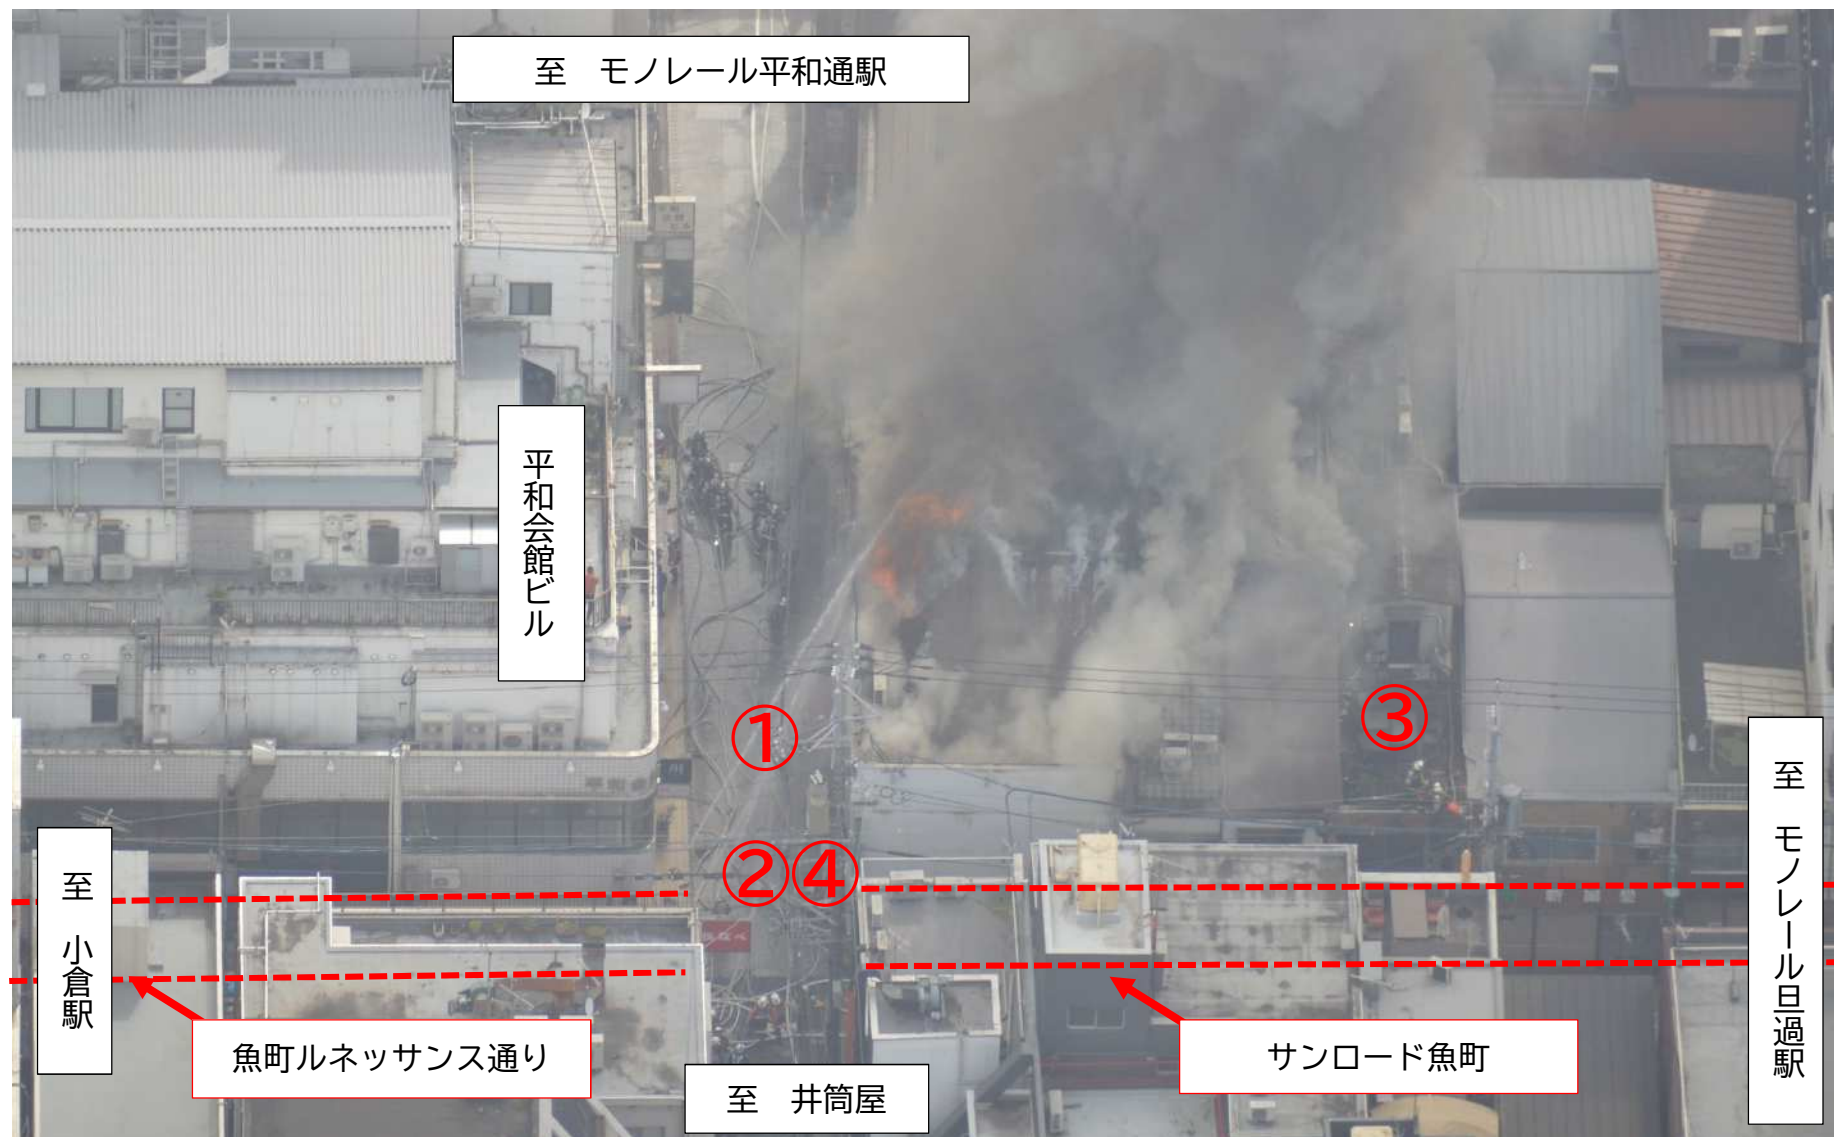 至　モノレール平和通駅
平和会館ビル
①
③
②④
至　小倉駅
至　モノレール旦過駅
魚町ルネッサンス通り
サンロード魚町
至　井筒屋